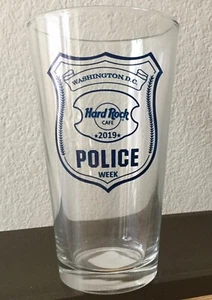 WASHINGTON D.C.
Hard Rock
CAFE
•2019•
POLICE
WEEK